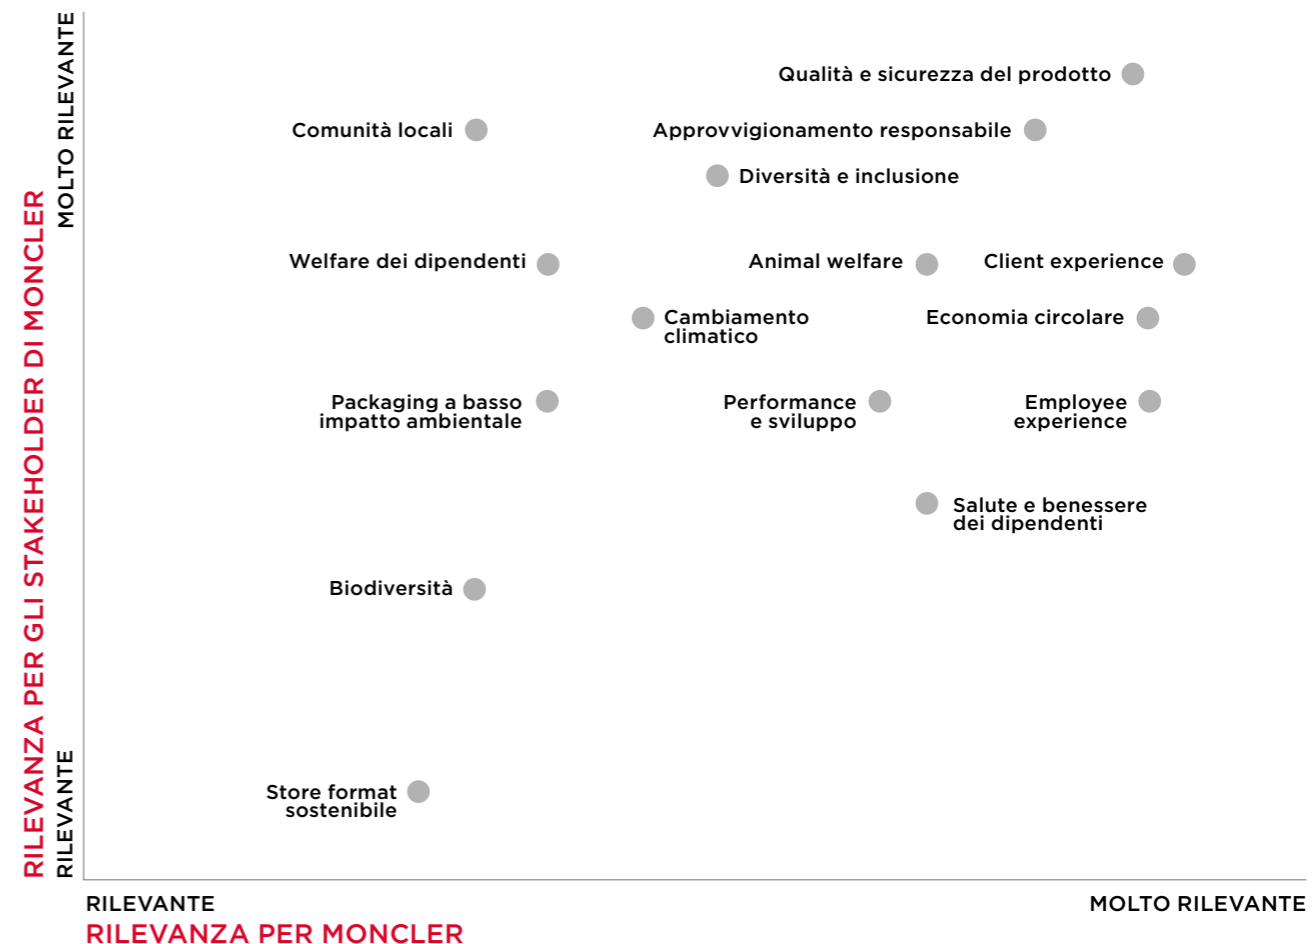 RILEVANZA PER GLI STAKEHOLDER DI MONCLER
MOLTO RILEVANTE
RILEVANTE
Qualità e sicurezza del prodotto
Comunità locali
Approvvigionamento responsabile
Diversità e inclusione
Welfare dei dipendenti
Animal welfare
Client experience
Cambiamento
climatico
Economia circolare
Packaging a basso
impatto ambientale
Performance
e sviluppo
Employee
experience
Salute e benessere
dei dipendenti
Biodiversità
Store format
sostenibile
RILEVANTE
MOLTO RILEVANTE
RILEVANZA PER MONCLER